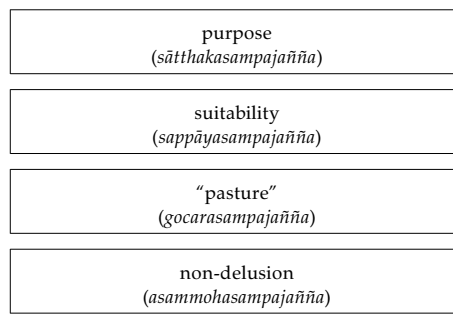 purpose
(sātthakasampajañña)
suitability
(sappāyasampajañña)
“pasture”
(gocarasampajañña)
non-delusion
(asammohasampajañña)